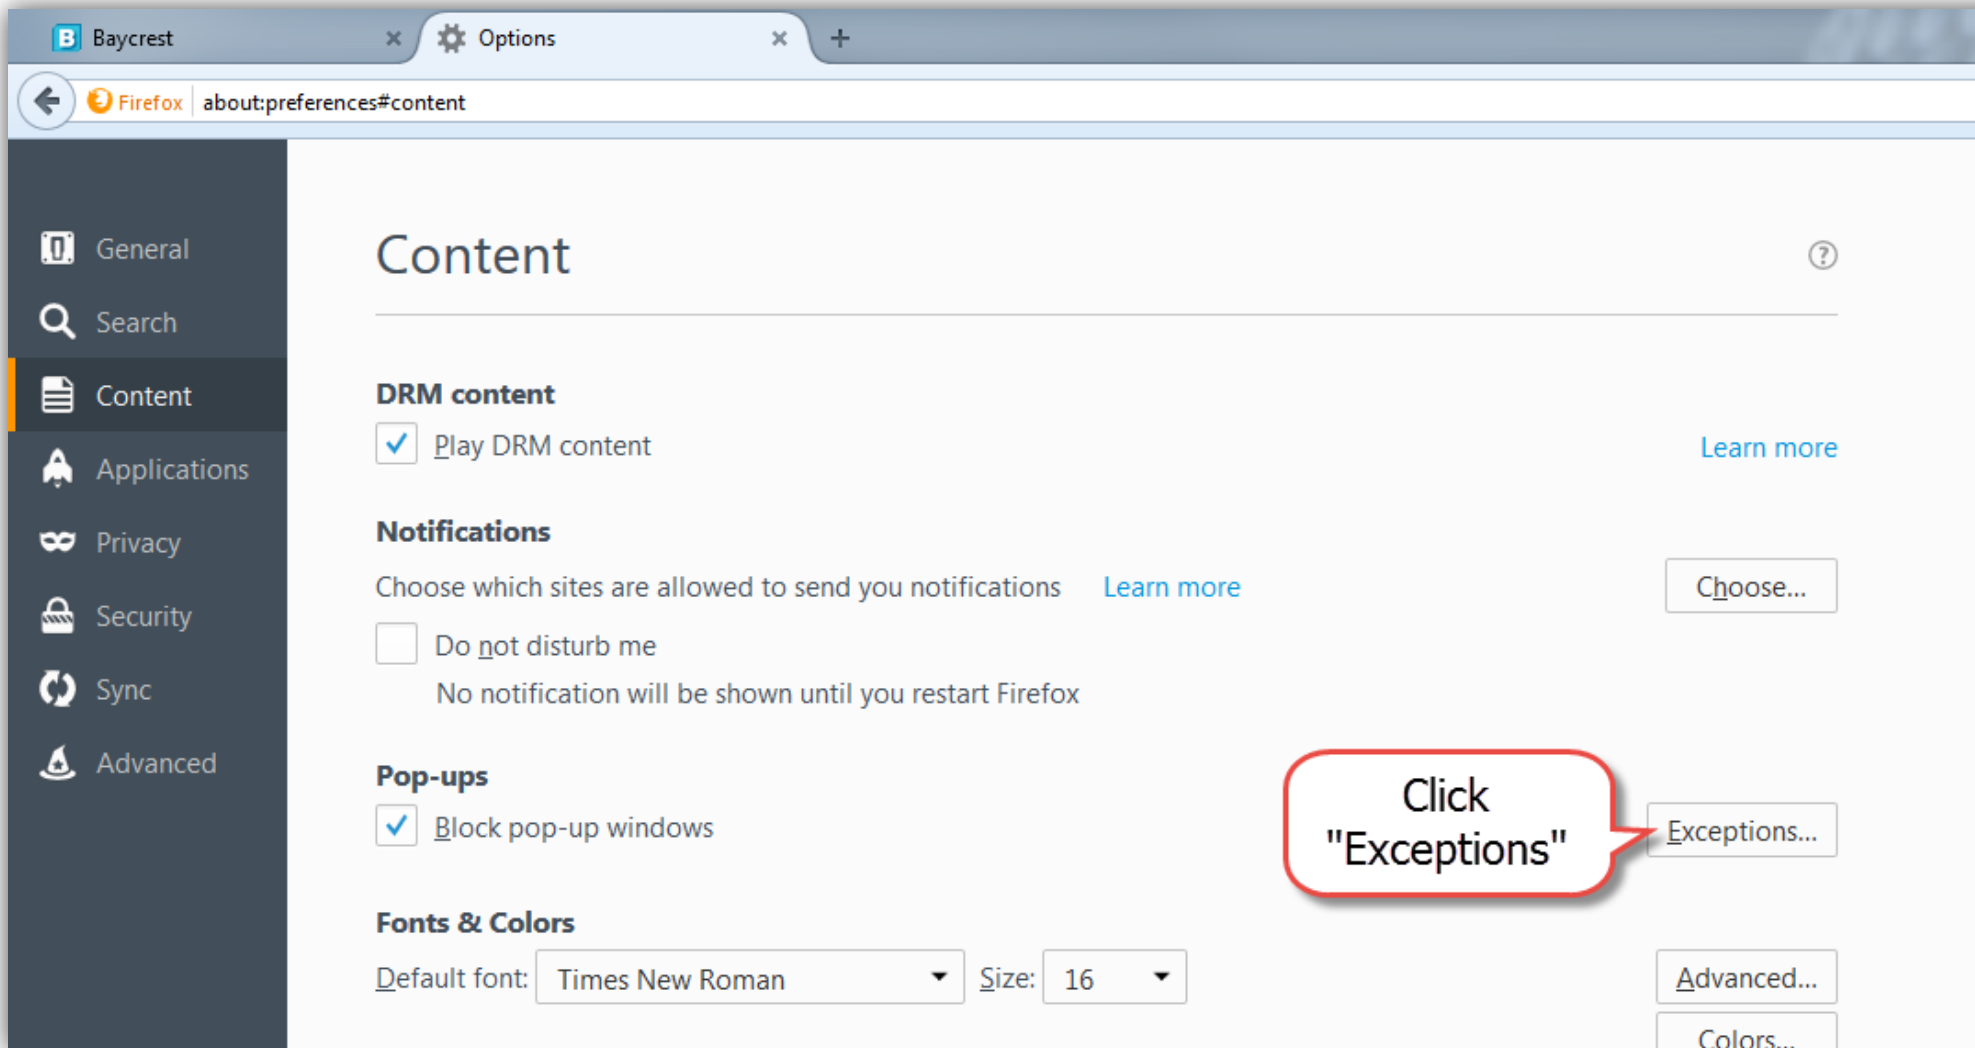 Baycrest
Options
Firefox about:preferences#content
General
Search
Content
Applications
Privacy
Security
Sync
Advanced
Content
DRM content
Play DRM content Learn more
Notifications
Choose which sites are allowed to send you notifications Learn more Choose...
Do not disturb me
No notification will be shown until you restart Firefox
Pop-ups
Block pop-up windows
Click
"Exceptions"
Exceptions...
Fonts & Colors
Default font: Times New Roman Size: 16 Advanced...
Colors...